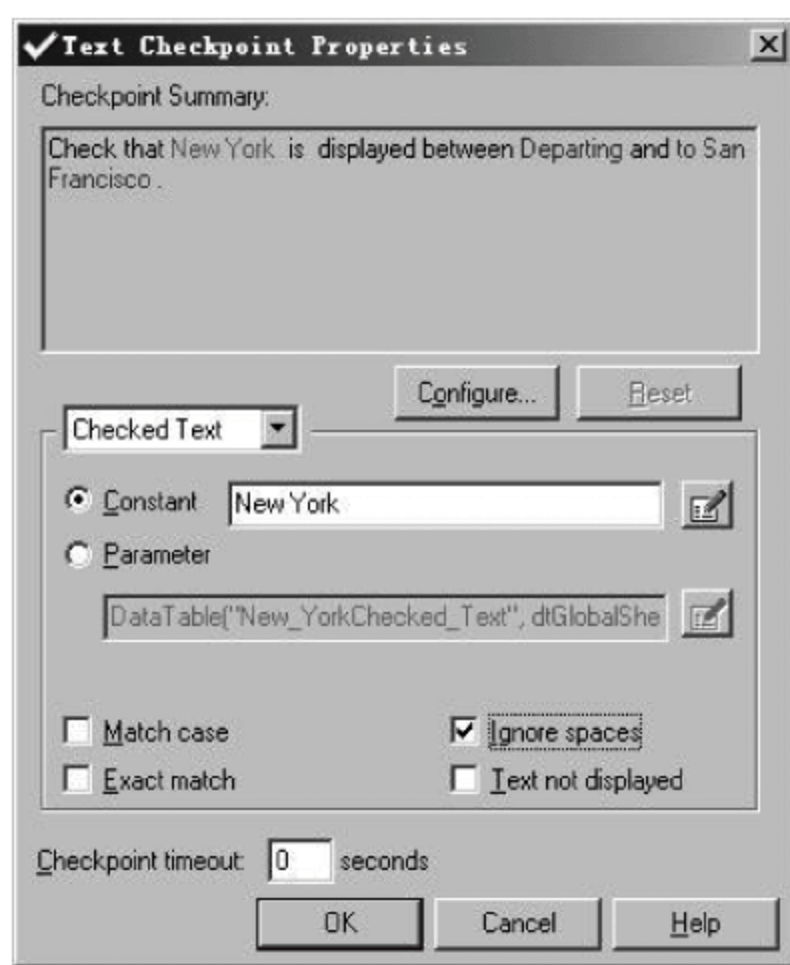 Text Checkpoint Properties
Checkpoint Summary:
Check that New York is displayed between Departing and to San
Francisco .
Configure...
Reset
Checked Text
Constant
New York
Parameter
DataTable("New_YorkChecked_Text", dtGlobalShe
Match case
Ignore spaces
Exact match
Text not displayed
Checkpoint timeout: 0 seconds
OK
Cancel
Help